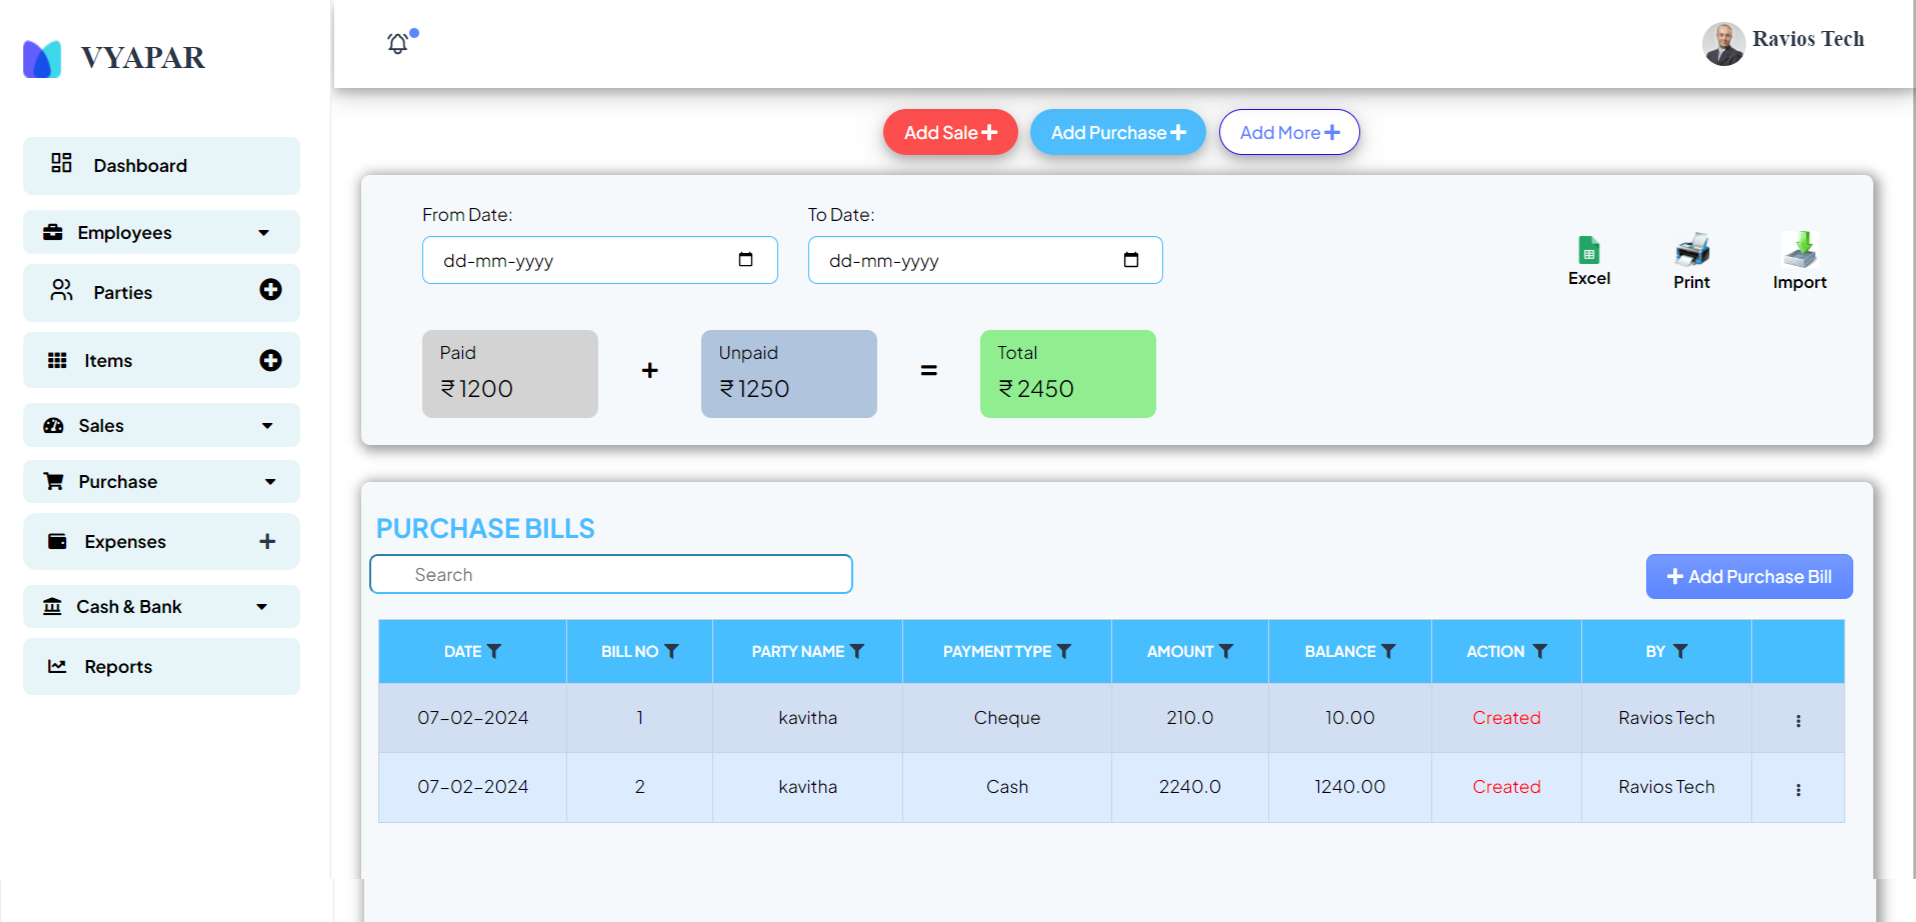 VYAPAR
Ravios Tech
Dashboard
Employees
Parties
Items
Sales
Purchase
Expenses
Cash & Bank
Reports
Add Sale
Add Purchase
Add More
From Date:
To Date:
dd-mm-yyyy
dd-mm-yyyy
Excel
Print
Import
Paid
₹ 1200
+
Unpaid
₹ 1250
=
Total
₹ 2450
PURCHASE BILLS
Search
Add Purchase Bill
DATE BILL NO PARTY NAME PAYMENT TYPE AMOUNT BALANCE ACTION BY
07-02-2024 1 kavitha Cheque 210.0 10.00 Created Ravios Tech
07-02-2024 2 kavitha Cash 2240.0 1240.00 Created Ravios Tech